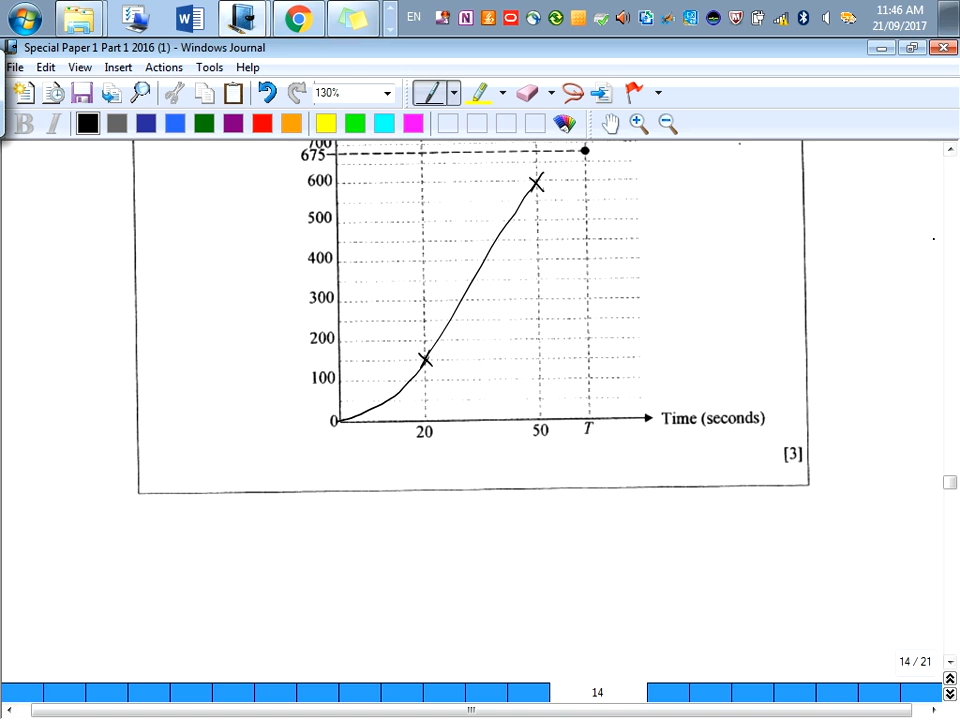 EN
11:46 AM
21/09/2017
Special Paper 1 Part 1 2016 (1) - Windows Journal
File Edit View Insert Actions Tools Help
130%
B I
700
675
600
500
400
300
200
100
0
20 50 T
Time (seconds)
[3]
14 / 21
14